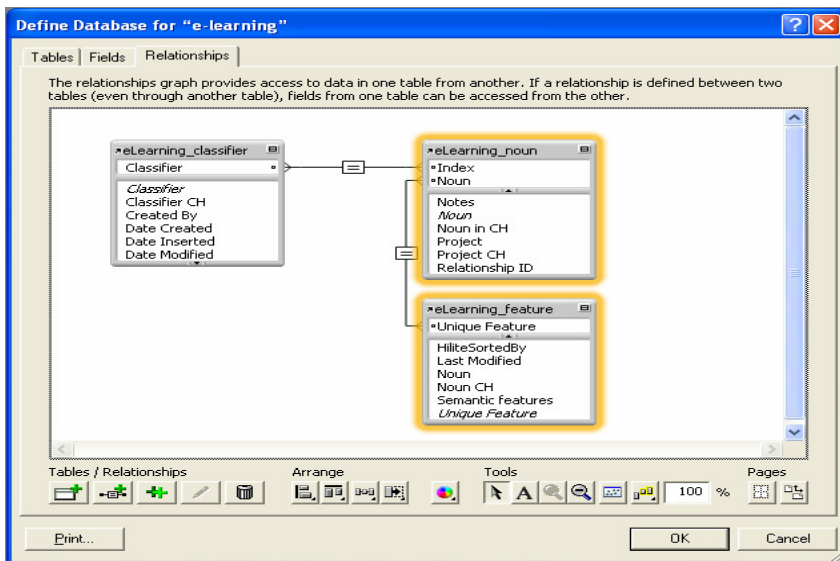 Define Database for “e-learning”
Tables Fields Relationships
The relationships graph provides access to data in one table from another. If a relationship is defined between two
tables (even through another table), fields from one table can be accessed from the other.
eLearning_classifier
Classifier
Classifier
Classifier CH
Created By
Date Created
Date Inserted
Date Modified
eLearning_noun
Index
Noun
Notes
Noun
Noun in CH
Project
Project CH
Relationship ID
eLearning_feature
Unique Feature
HiliteSortedBy
Last Modified
Noun
Noun CH
Semantic features
Unique Feature
Tables / Relationships Arrange Tools Pages
A 100 %
Print... OK Cancel